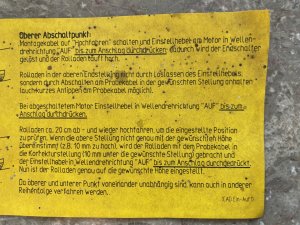 Oberer Abschaltpunkt:
Montagekabel auf "Hochfahren" schalten und Einstellhebel am Motor in Wellen-
drehrichtung "AUF" bis zum Anschlag durchdrücken; dadurch wird der Endschalter
gelöst und der Rolladen läuft hoch.
Rolladen in der oberen Endstellung nicht durch Loslassen des Einstellhebels,
sondern durch Abschalten am Probekabel in der gewünschten Stellung anhalten
(auch kurzes Antippen am Probekabel möglich).
Bei abgeschaltetem Motor Einstellhebel in Wellendrehrichtung "AUF" bis zum
Anschlag durchdrücken.
Rolladen ca. 20 cm ab - und wieder hochfahren, um die eingestellte Position
zu prüfen. Wenn die obere Stellung nicht genau mit der gewünschten Höhe
übereinstimmt (z.B. 10 mm zu hoch), wird der Rolladen mit dem Probekabel in
die Korrekturstellung (10 mm unter die gewünschte Stellung) gebracht und
der Einstellhebel in Wellendrehrichtung "AUF" bis zum Anschlag durchgedrückt.
Nun ist der Rolladen genau auf die gewünschte Höhe eingestellt.
Da oberer und unterer Punkt voneinander unabhängig sind, kann auch in anderer
Reihenfolge verfahren werden.